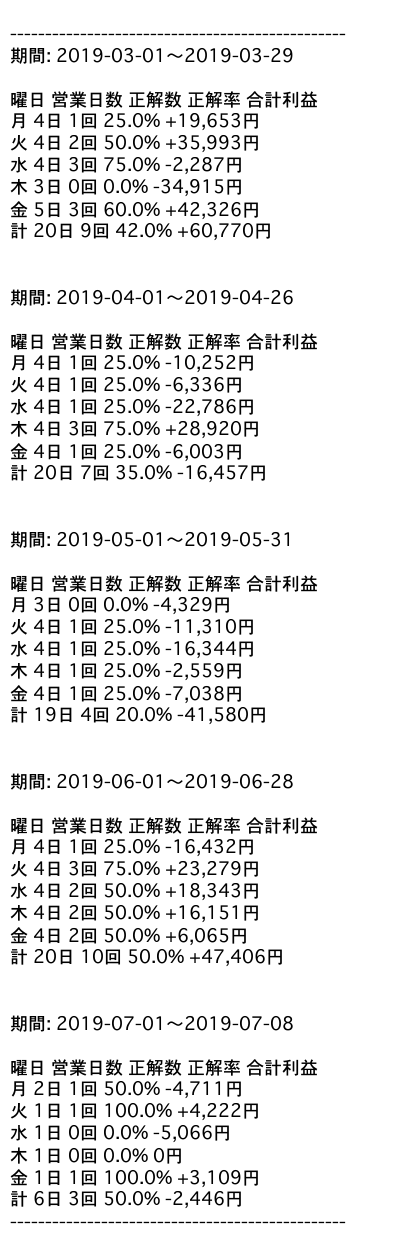 ------------------------------------------------
期間: 2019-03-01〜2019-03-29
曜日 営業日数 正解数 正解率 合計利益
月 4日 1回 25.0% +19,653円
火 4日 2回 50.0% +35,993円
水 4日 3回 75.0% -2,287円
木 3日 0回 0.0% -34,915円
金 5日 3回 60.0% +42,326円
計 20日 9回 42.0% +60,770円
期間: 2019-04-01〜2019-04-26
曜日 営業日数 正解数 正解率 合計利益
月 4日 1回 25.0% -10,252円
火 4日 1回 25.0% -6,336円
水 4日 1回 25.0% -22,786円
木 4日 3回 75.0% +28,920円
金 4日 1回 25.0% -6,003円
計 20日 7回 35.0% -16,457円
期間: 2019-05-01〜2019-05-31
曜日 営業日数 正解数 正解率 合計利益
月 3日 0回 0.0% -4,329円
火 4日 1回 25.0% -11,310円
水 4日 1回 25.0% -16,344円
木 4日 1回 25.0% -2,559円
金 4日 1回 25.0% -7,038円
計 19日 4回 20.0% -41,580円
期間: 2019-06-01〜2019-06-28
曜日 営業日数 正解数 正解率 合計利益
月 4日 1回 25.0% -16,432円
火 4日 3回 75.0% +23,279円
水 4日 2回 50.0% +18,343円
木 4日 2回 50.0% +16,151円
金 4日 2回 50.0% +6,065円
計 20日 10回 50.0% +47,406円
期間: 2019-07-01〜2019-07-08
曜日 営業日数 正解数 正解率 合計利益
月 2日 1回 50.0% -4,711円
火 1日 1回 100.0% +4,222円
水 1日 0回 0.0% -5,066円
木 1日 0回 0.0% 0円
金 1日 1回 100.0% +3,109円
計 6日 3回 50.0% -2,446円
------------------------------------------------